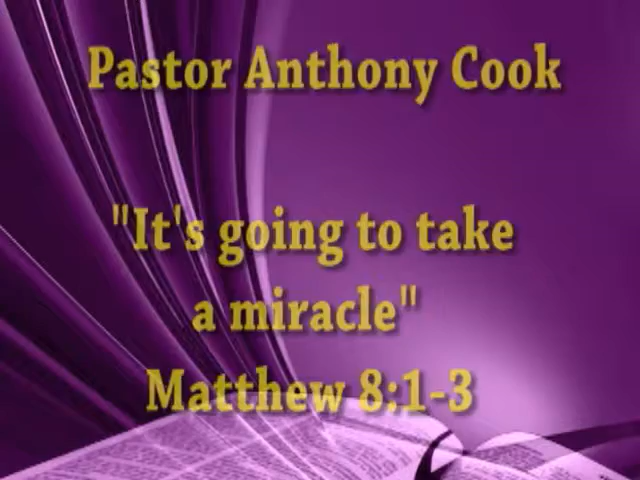 Pastor Anthony Cook
"It's going to take
a miracle"
Matthew 8:1-3